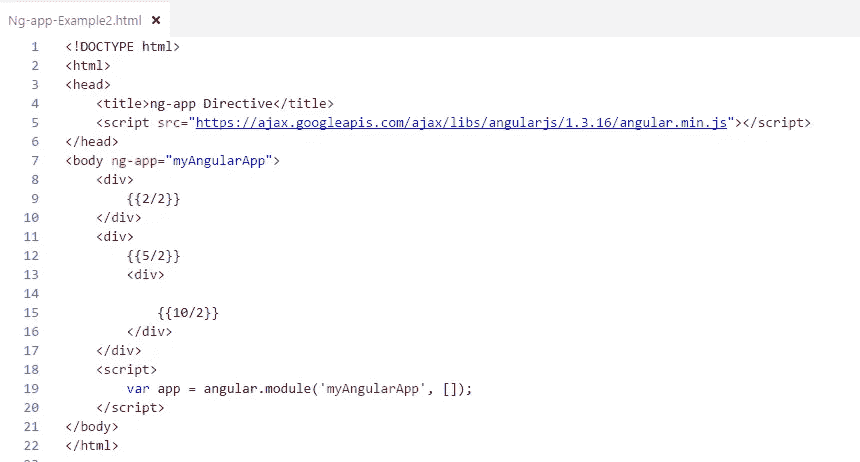 Ng-app-Example2.html ×
1 <!DOCTYPE html>
2 <html>
3 <head>
4     <title>ng-app Directive</title>
5     <script src="https://ajax.googleapis.com/ajax/libs/angularjs/1.3.16/angular.min.js"></script>
6 </head>
7 <body ng-app="myAngularApp">
8     <div>
9         {{2/2}}
10     </div>
11     <div>
12         {{5/2}}
13         <div>
14
15             {{10/2}}
16         </div>
17     </div>
18     <script>
19         var app = angular.module('myAngularApp', []);
20     </script>
21 </body>
22 </html>